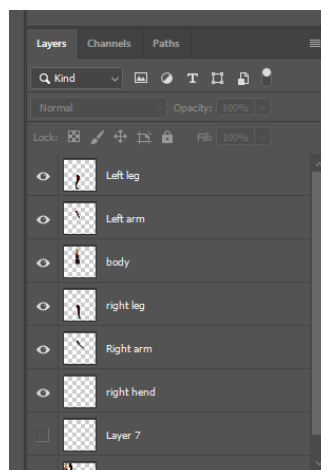 Layers Channels Paths
Kind T
Normal Opacity: 100%
Lock: Fill: 100%
Left leg
Left arm
body
right leg
Right arm
right hend
Layer 7